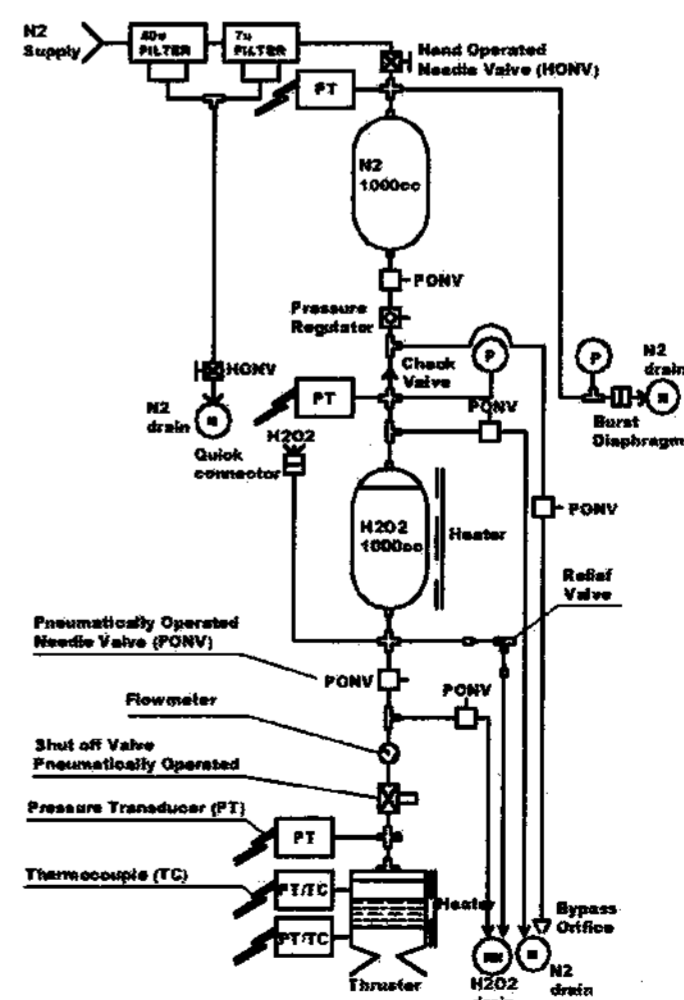 N2
Supply
40u
FILTER
7u
FILTER
Hand Operated
Needle Valve (HONV)
PT
N2
1000cc
PONV
Pressure
Regulator
P
Check
Valve
P
N2
drain
N
HONV
PT
PONV
Burst
Diaphragm
N2
drain
N
H2O2
Quick
connector
PONV
H2O2
1000cc
Heater
Relief
Valve
Pneumatically Operated
Needle Valve (PONV)
PONV
PONV
Flowmeter
Shut off Valve
Pneumatically Operated
Pressure Transducer (PT)
PT
Thermocouple (TC)
PT/TC
Heater
PT/TC
Bypass
Orifice
N
Thruster
H2O2
drain
N2
drain